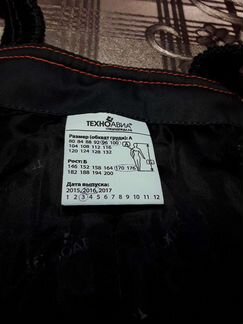 ТЕХНОАВИА®
Размер (обхват груди): А
80 84 88 92 96 100
104 108 112 116
120 124 128 132
А
Рост: Б
146 152 158 164 170 176
182 188 194 200
Дата выпуска:
2015, 2016, 2017
1 2 3 4 5 6 7 8 9 10 11 12